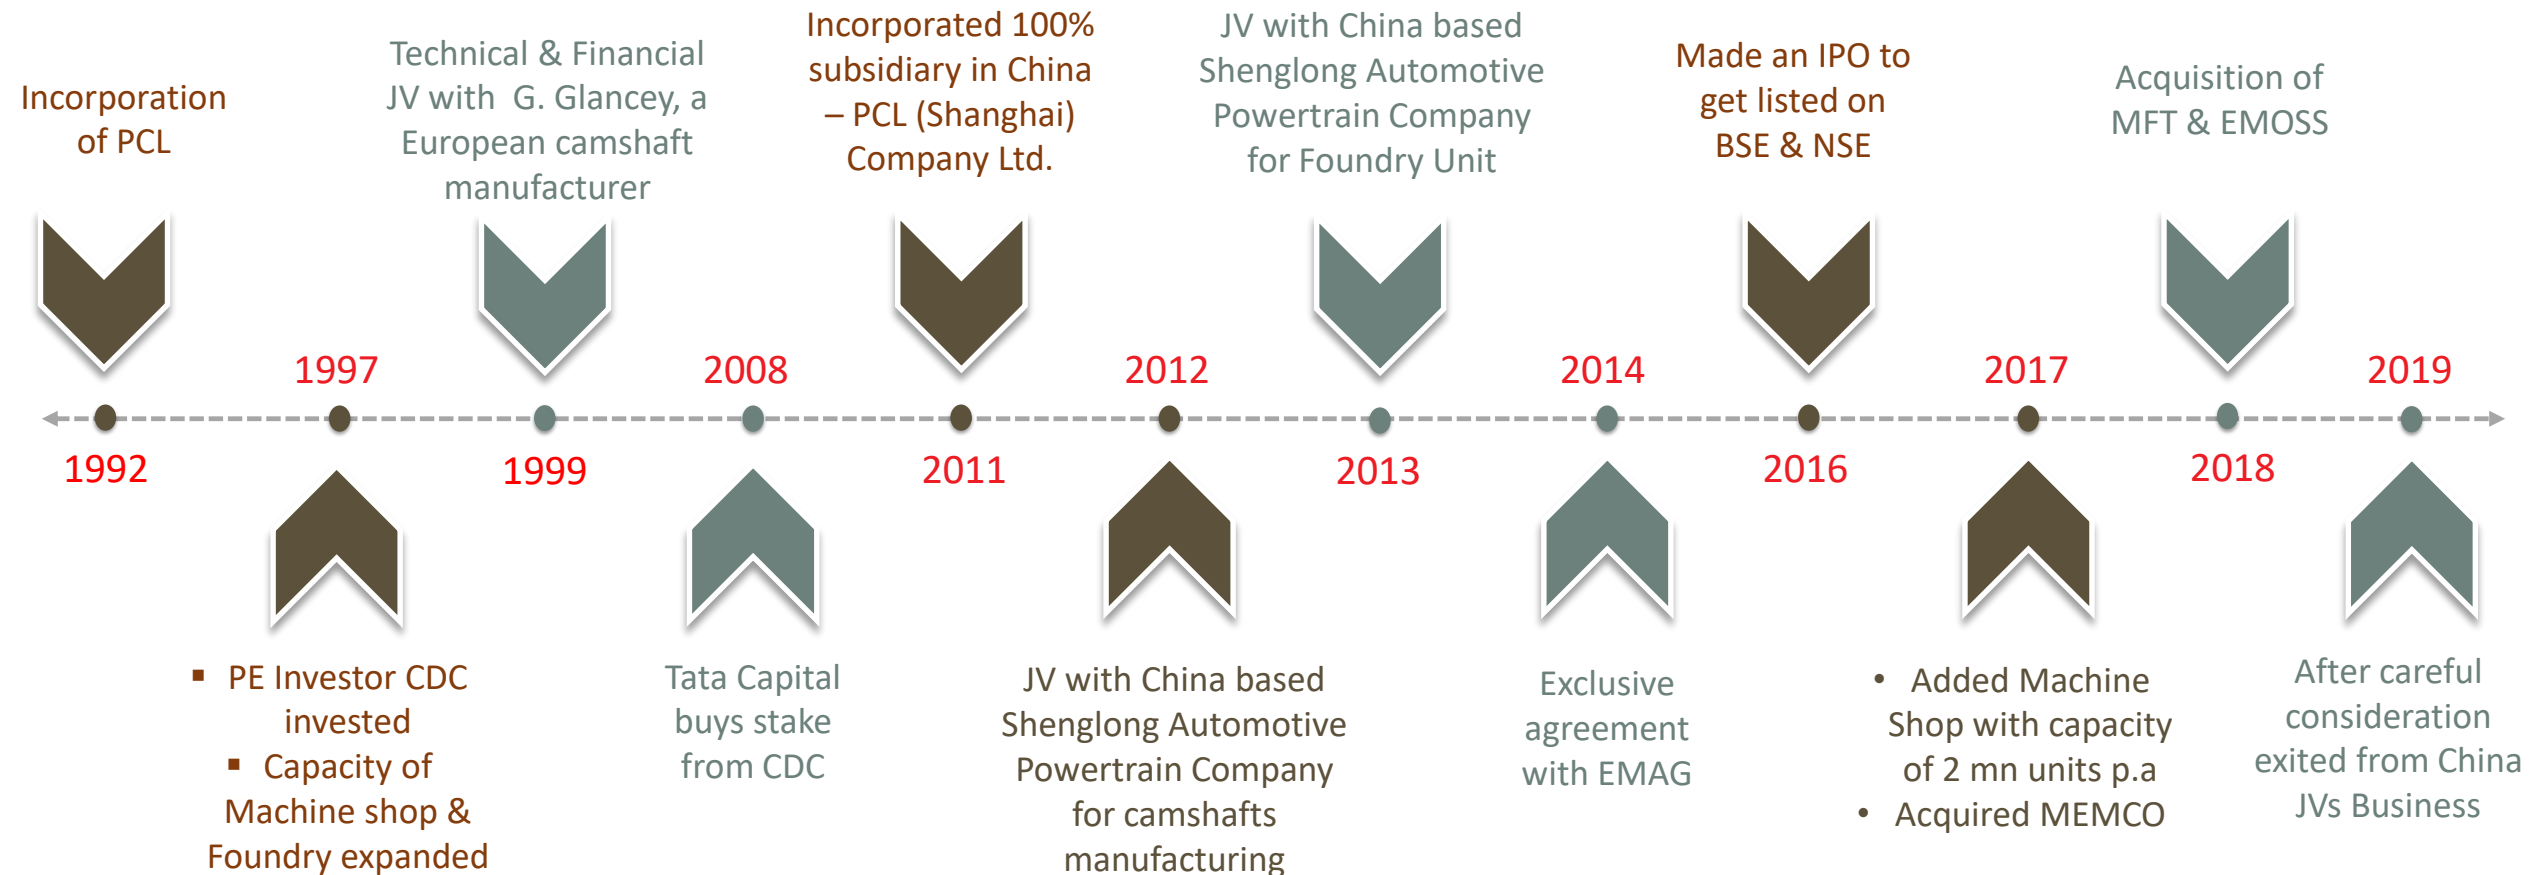 Incorporation
of PCL
Technical & Financial
JV with G. Glancey, a
European camshaft
manufacturer
Incorporated 100%
subsidiary in China
– PCL (Shanghai)
Company Ltd.
JV with China based
Shenglong Automotive
Powertrain Company
for Foundry Unit
Made an IPO to
get listed on
BSE & NSE
Acquisition of
MFT & EMOSS
1997
2008
2012
2014
2017
2019
1992
1999
2011
2013
2016
2018
▪ PE Investor CDC
invested
▪ Capacity of
Machine shop &
Foundry expanded
Tata Capital
buys stake
from CDC
JV with China based
Shenglong Automotive
Powertrain Company
for camshafts
manufacturing
Exclusive
agreement
with EMAG
• Added Machine
Shop with capacity
of 2 mn units p.a
• Acquired MEMCO
After careful
consideration
exited from China
JVs Business